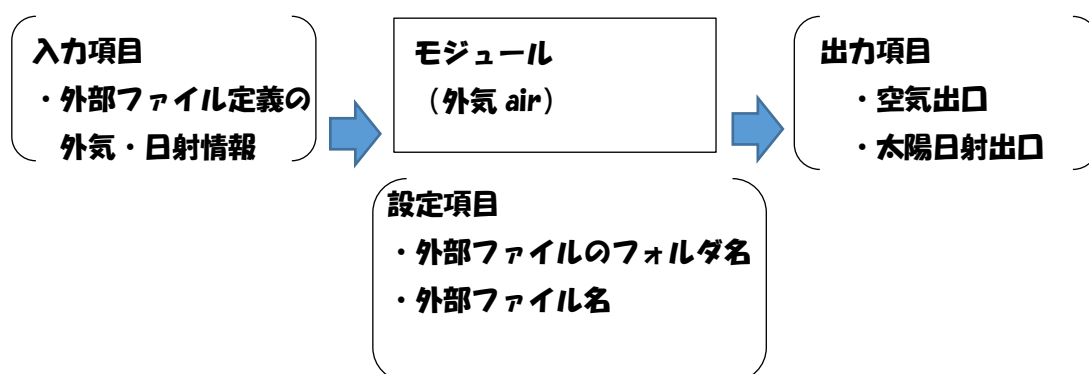 入力項目
・外部ファイル定義の
外気・日射情報
モジュール
（外気 air）
出力項目
・空気出口
・太陽日射出口
設定項目
・外部ファイルのフォルダ名
・外部ファイル名